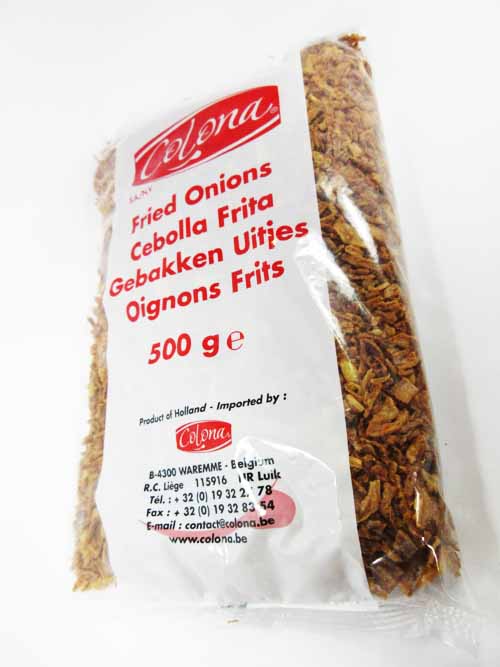 Colona®
S.A./N.V
Fried Onions
Cebolla Frita
Gebakken Uitjes
Oignons Frits
500 g e
Product of Holland - Imported by :
Colona
B-4300 WAREMME - Belgium
R.C. Liège 115916 HR Luik
Tél. : + 32 (0) 19 32 78
Fax : + 32 (0) 19 32 83 54
E-mail : contact@colona.be
www.colona.be